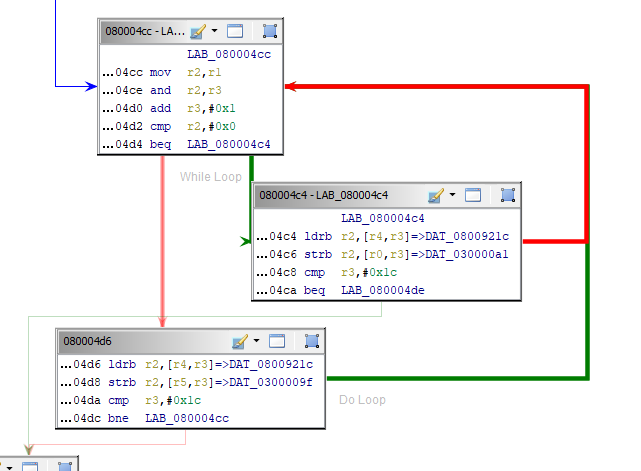 080004cc - LA...
LAB_080004cc
...04cc mov r2,r1
...04ce and r2,r3
...04d0 add r3,#0x1
...04d2 cmp r2,#0x0
...04d4 beq LAB_080004c4
While Loop
080004c4 - LAB_080004c4
LAB_080004c4
...04c4 ldrb r2,[r4,r3]=>DAT_0800921c
...04c6 strb r2,[r0,r3]=>DAT_030000a1
...04c8 cmp r3,#0x1c
...04ca beq LAB_080004de
080004d6
...04d6 ldrb r2,[r4,r3]=>DAT_0800921c
...04d8 strb r2,[r5,r3]=>DAT_0300009f
...04da cmp r3,#0x1c
...04dc bne LAB_080004cc
Do Loop